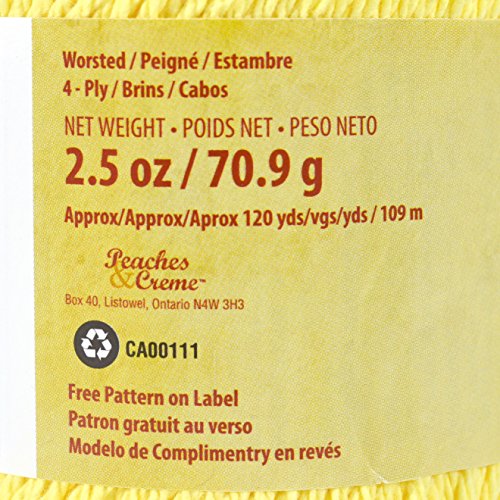 Worsted / Peigné / Estambre
4 - Ply / Brins / Cabos
NET WEIGHT • POIDS NET • PESO NETO
2.5 oz / 70.9 g
Approx/Approx/Aprox 120 yds/vgs/yds / 109 m
Peaches
& Creme™
Box 40, Listowel, Ontario N4W 3H3
CA00111
Free Pattern on Label
Patron gratuit au verso
Modelo de Complimentry en revés